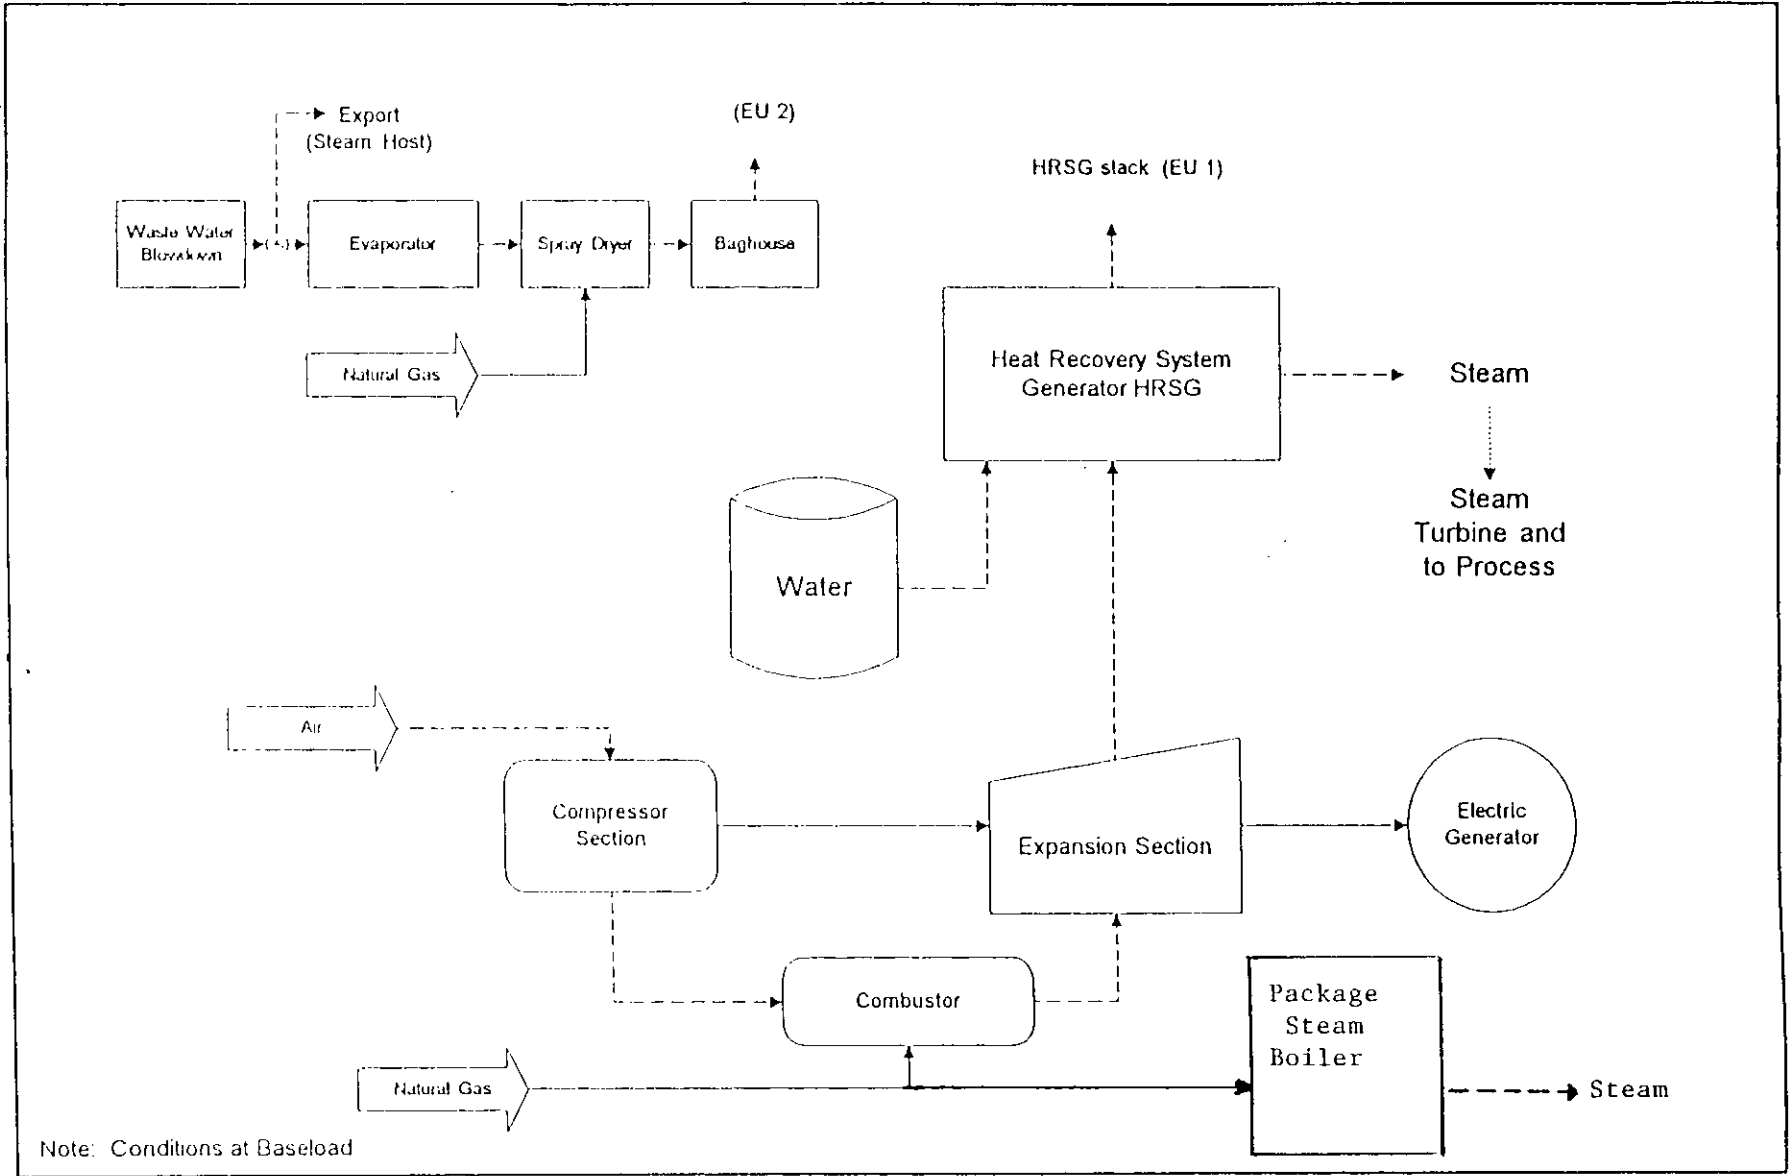 Export
(Steam Host)
(EU 2)
HRSG stack (EU 1)
Waste Water
Blowdown
Evaporator
Spray Dryer
Baghouse
Natural Gas
Heat Recovery System
Generator HRSG
Steam
Steam
Turbine and
to Process
Water
Air
Compressor
Section
Expansion Section
Electric
Generator
Combustor
Package
Steam
Boiler
Natural Gas
Steam
Note: Conditions at Baseload